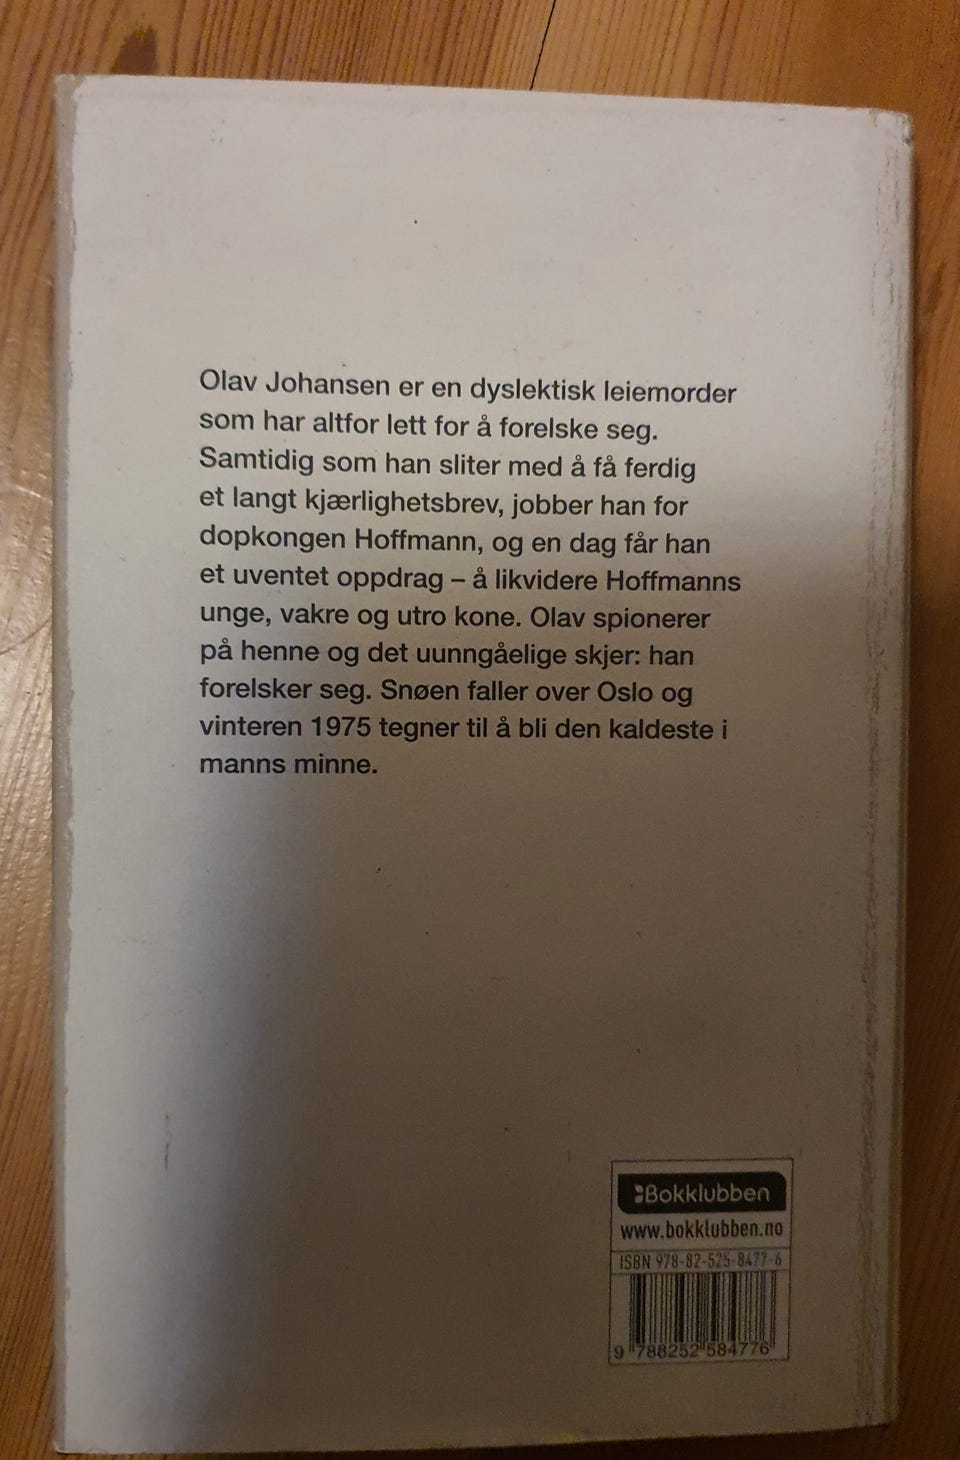 Olav Johansen er en dyslektisk leiemorder
som har altfor lett for å forelske seg.
Samtidig som han sliter med å få ferdig
et langt kjærlighetsbrev, jobber han for
dopkongen Hoffmann, og en dag får han
et uventet oppdrag – å likvidere Hoffmanns
unge, vakre og utro kone. Olav spionerer
på henne og det uunngåelige skjer: han
forelsker seg. Snøen faller over Oslo og
vinteren 1975 tegner til å bli den kaldeste i
manns minne.
Bokklubben
www.bokklubben.no
ISBN 978-82-525-8477-6
9 788252 584776